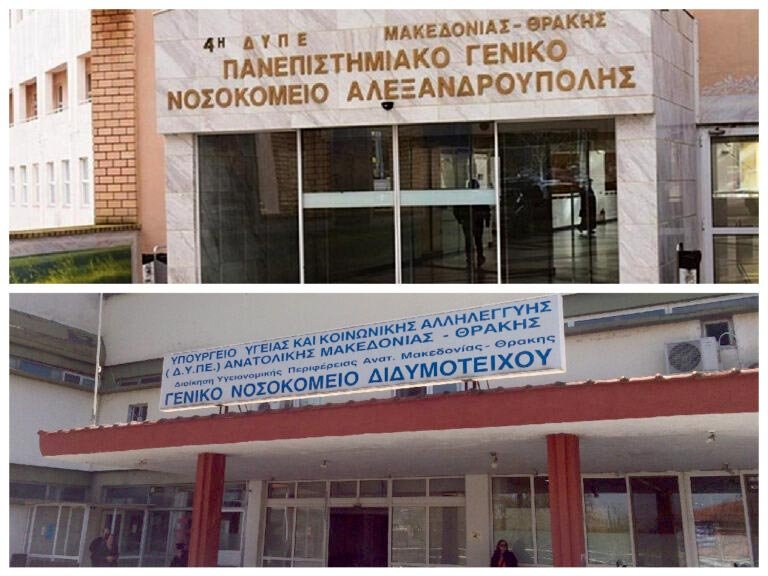 4Η ΔΥΠΕ ΜΑΚΕΔΟΝΙΑΣ-ΘΡΑΚΗΣ
ΠΑΝΕΠΙΣΤΗΜΙΑΚΟ ΓΕΝΙΚΟ
ΝΟΣΟΚΟΜΕΙΟ ΑΛΕΞΑΝΔΡΟΥΠΟΛΗΣ
ΥΠΟΥΡΓΕΙΟ ΥΓΕΙΑΣ ΚΑΙ ΚΟΙΝΩΝΙΚΗΣ ΑΛΛΗΛΕΓΓΥΗΣ
(Δ.Υ.ΠΕ.) ΑΝΑΤΟΛΙΚΗΣ ΜΑΚΕΔΟΝΙΑΣ - ΘΡΑΚΗΣ
Διοίκηση Υγειονομικής Περιφέρειας Ανατ. Μακεδονίας - Θρακης
ΓΕΝΙΚΟ ΝΟΣΟΚΟΜΕΙΟ ΔΙΔΥΜΟΤΕΙΧΟΥ